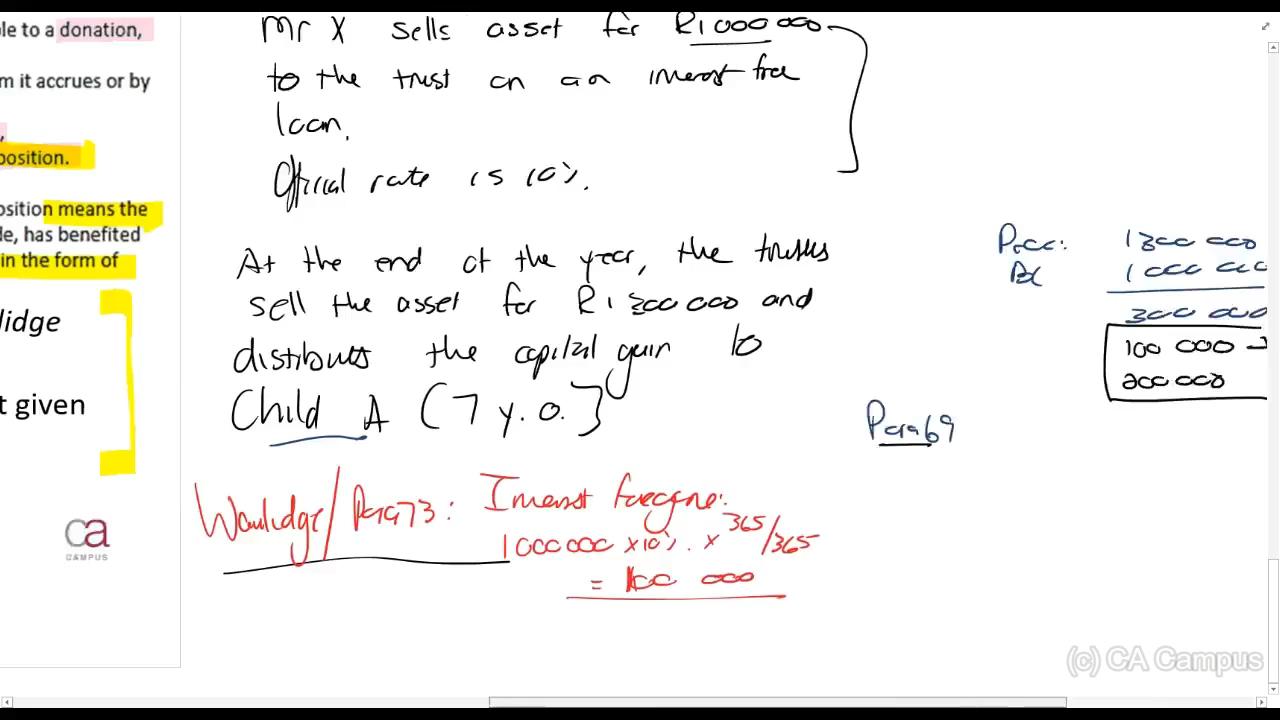 le to a donation,
m it accrues or by
,
position.
osition means the
de, has benefited
in the form of
lidge
t given
ca
CAMPUS
Mr X sells asset for R1 000 000
to the trust on an interest free
loan.
Official rate is 10%.
At the end of the year, the trustees
sell the asset for R1 300 000 and
distributes the capital gain to
Child A (7 y.o.)
Woulidge/Para 73: Interest foregone:
1 000 000 x 10% x 365/365
= 100 000
Proc: 1 300 000
BC 1 000 000
300 000
100 000
200 000
Para 69
(c) CA Campus